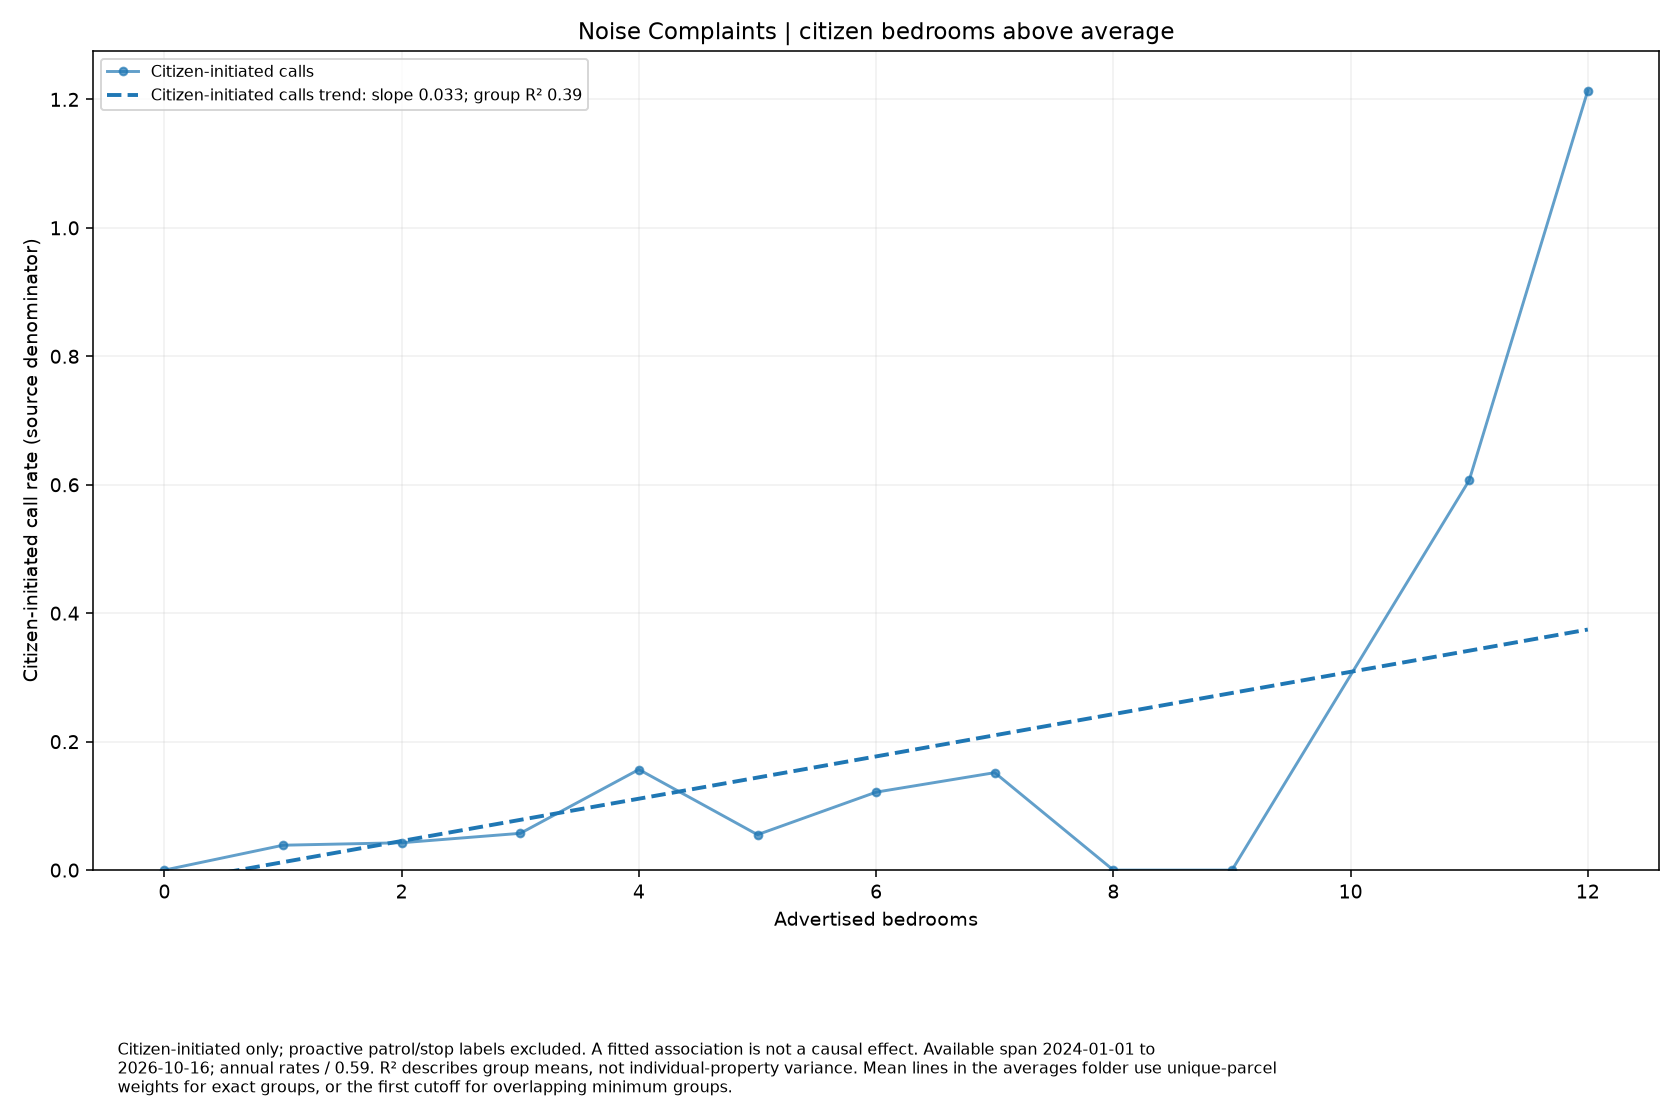 Noise Complaints | citizen bedrooms above average
Citizen-initiated calls
Citizen-initiated calls trend: slope 0.033; group R² 0.39
Citizen-initiated call rate (source denominator)
1.2
1.0
0.8
0.6
0.4
0.2
0.0
0 2 4 6 8 10 12
Advertised bedrooms
Citizen-initiated only; proactive patrol/stop labels excluded. A fitted association is not a causal effect. Available span 2024-01-01 to
2026-10-16; annual rates / 0.59. R² describes group means, not individual-property variance. Mean lines in the averages folder use unique-parcel
weights for exact groups, or the first cutoff for overlapping minimum groups.